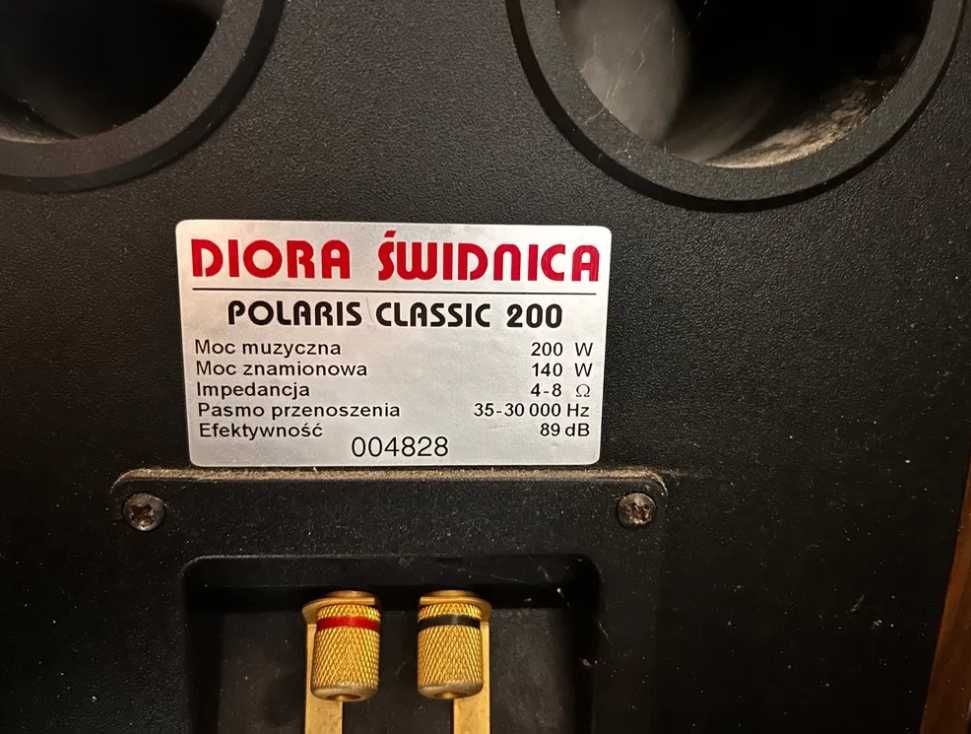 DIORA ŚWIDNICA
POLARIS CLASSIC 200
Moc muzyczna 200 W
Moc znamionowa 140 W
Impedancja 4-8 Ω
Pasmo przenoszenia 35-30 000 Hz
Efektywność 89 dB
004828